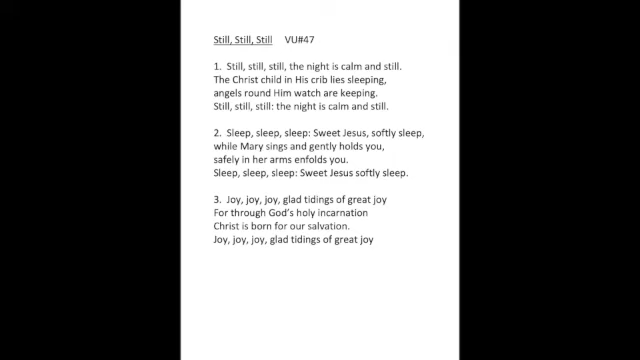 Still, Still, Still VU#47
1. Still, still, still, the night is calm and still.
The Christ child in His crib lies sleeping,
angels round Him watch are keeping.
Still, still, still: the night is calm and still.
2. Sleep, sleep, sleep: Sweet Jesus, softly sleep,
while Mary sings and gently holds you,
safely in her arms enfolds you.
Sleep, sleep, sleep: Sweet Jesus softly sleep.
3. Joy, joy, joy, glad tidings of great joy
For through God's holy incarnation
Christ is born for our salvation.
Joy, joy, joy, glad tidings of great joy